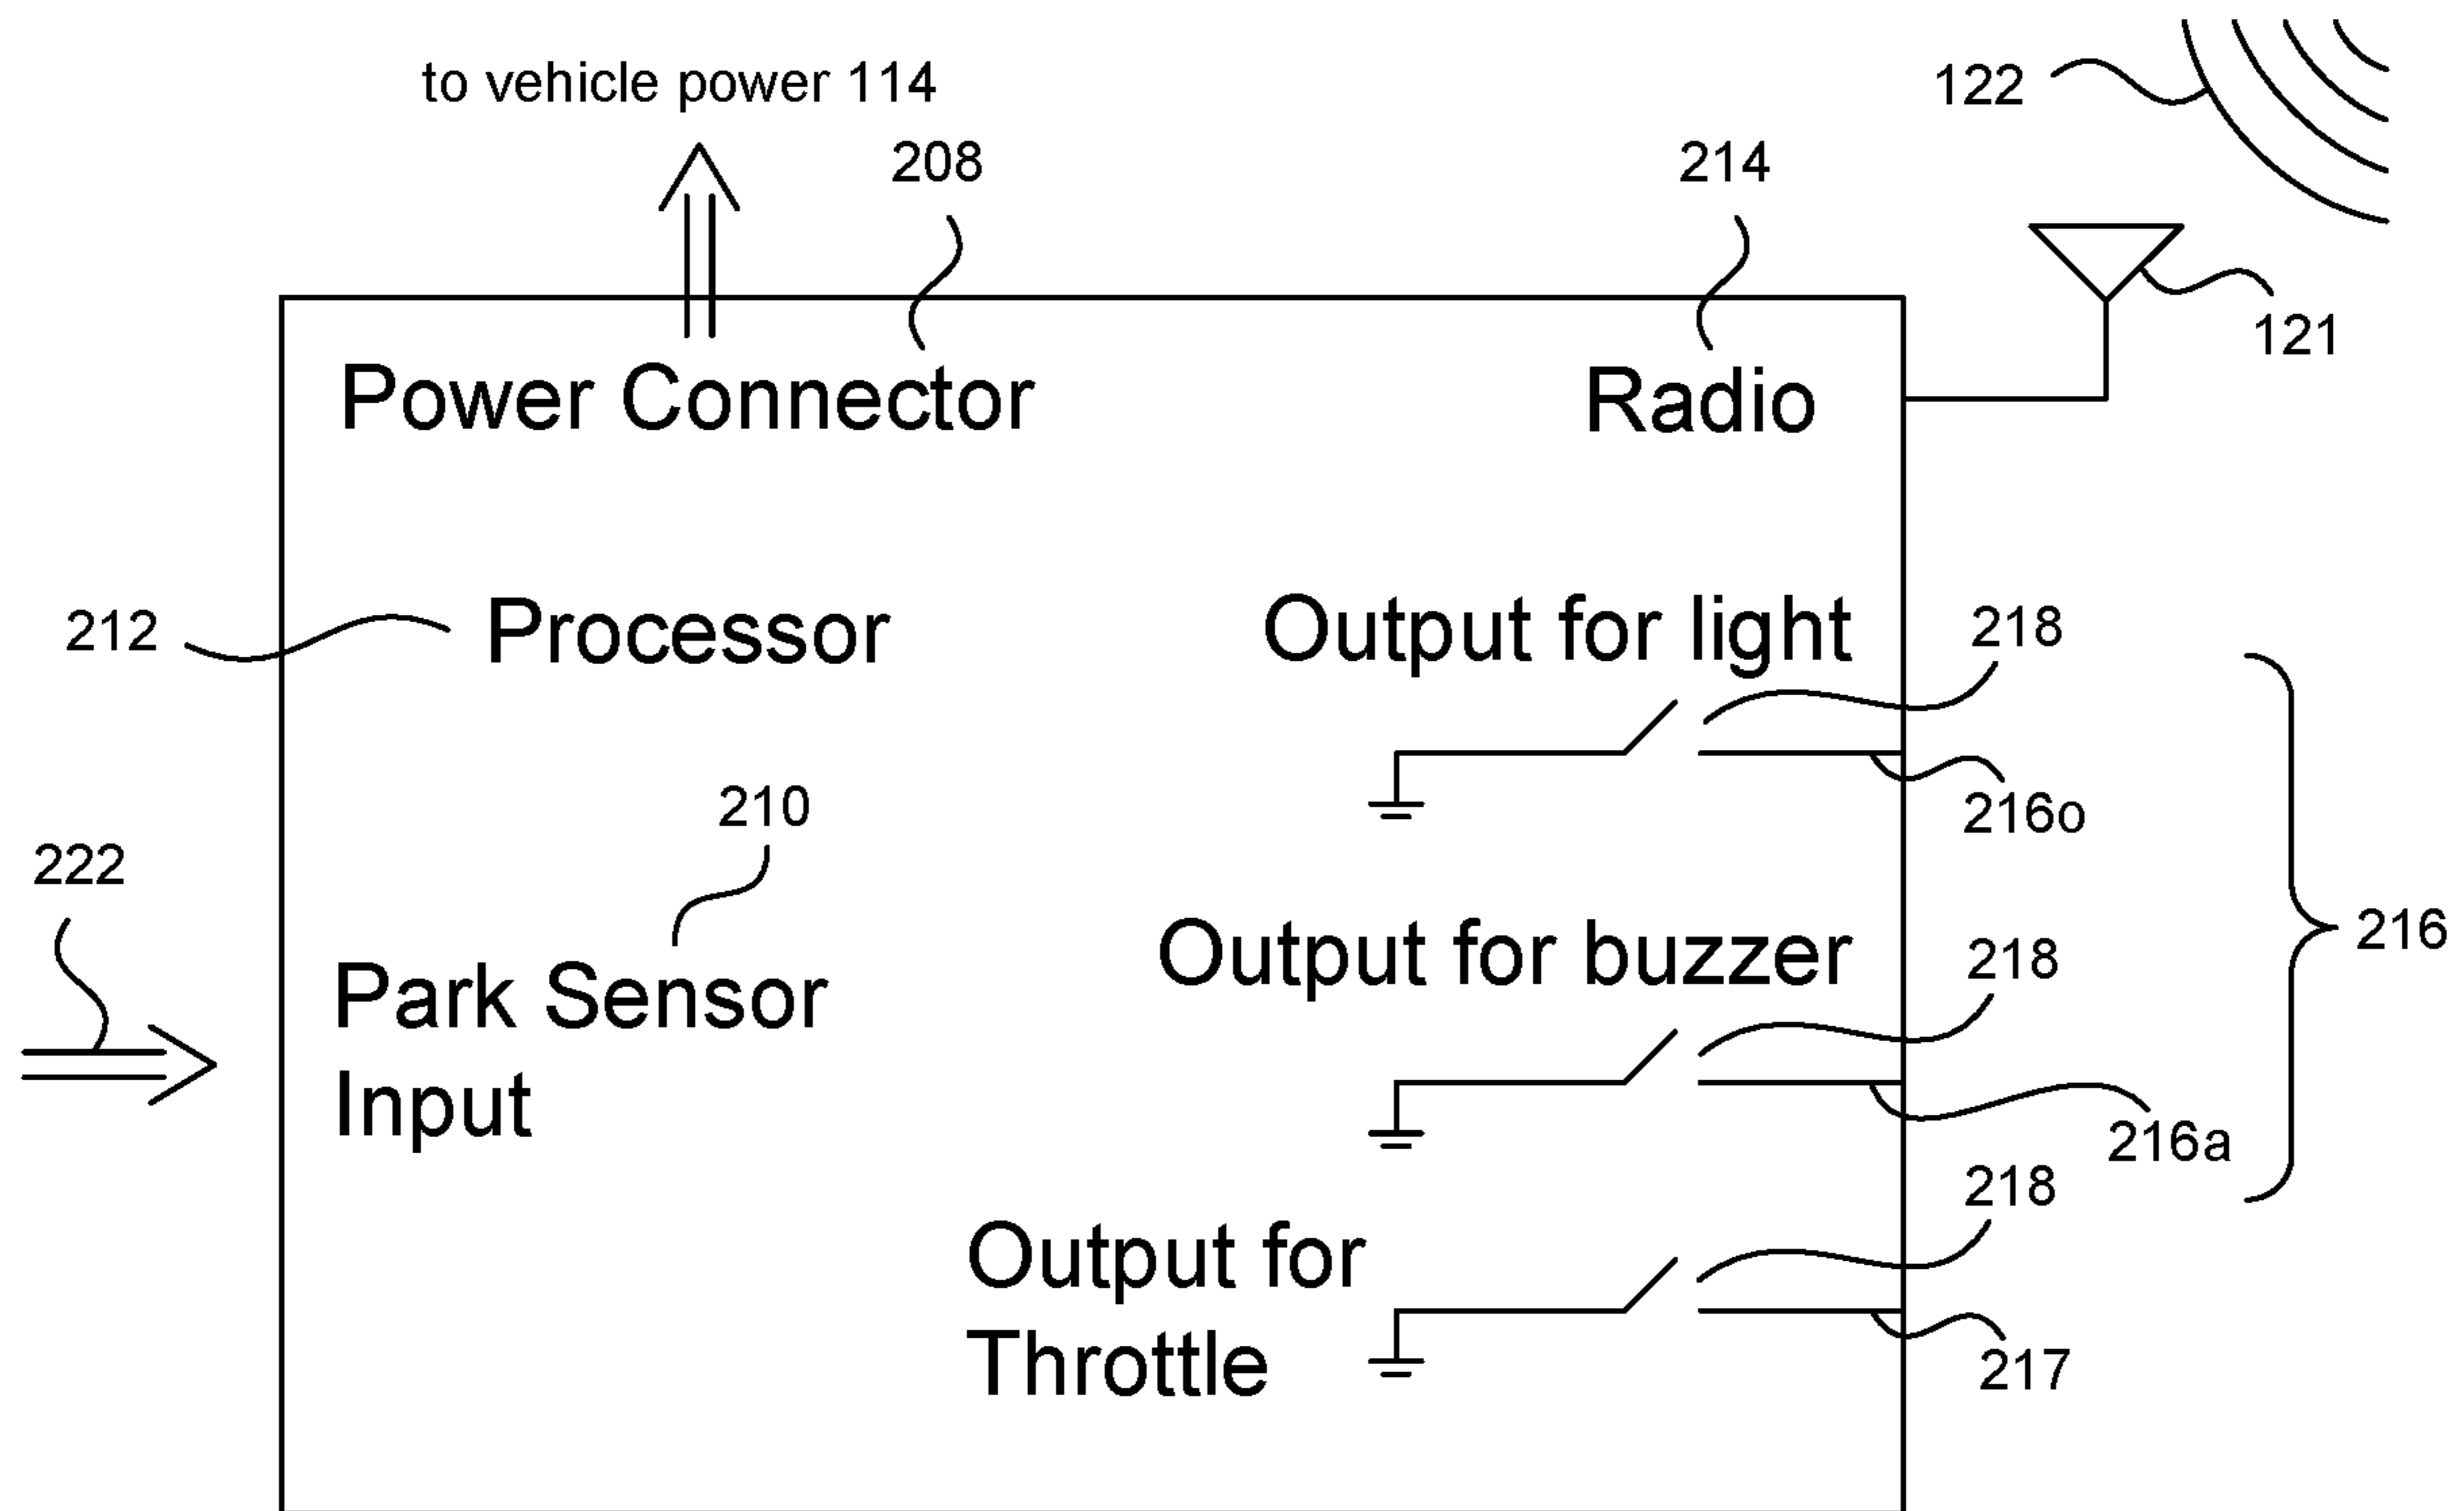 to vehicle power 114
122
208
214
121
Power Connector
Radio
212
Processor
Output for light
218
210
216o
222
Output for buzzer
218
216
Park Sensor
Input
216a
218
Output for
Throttle
217